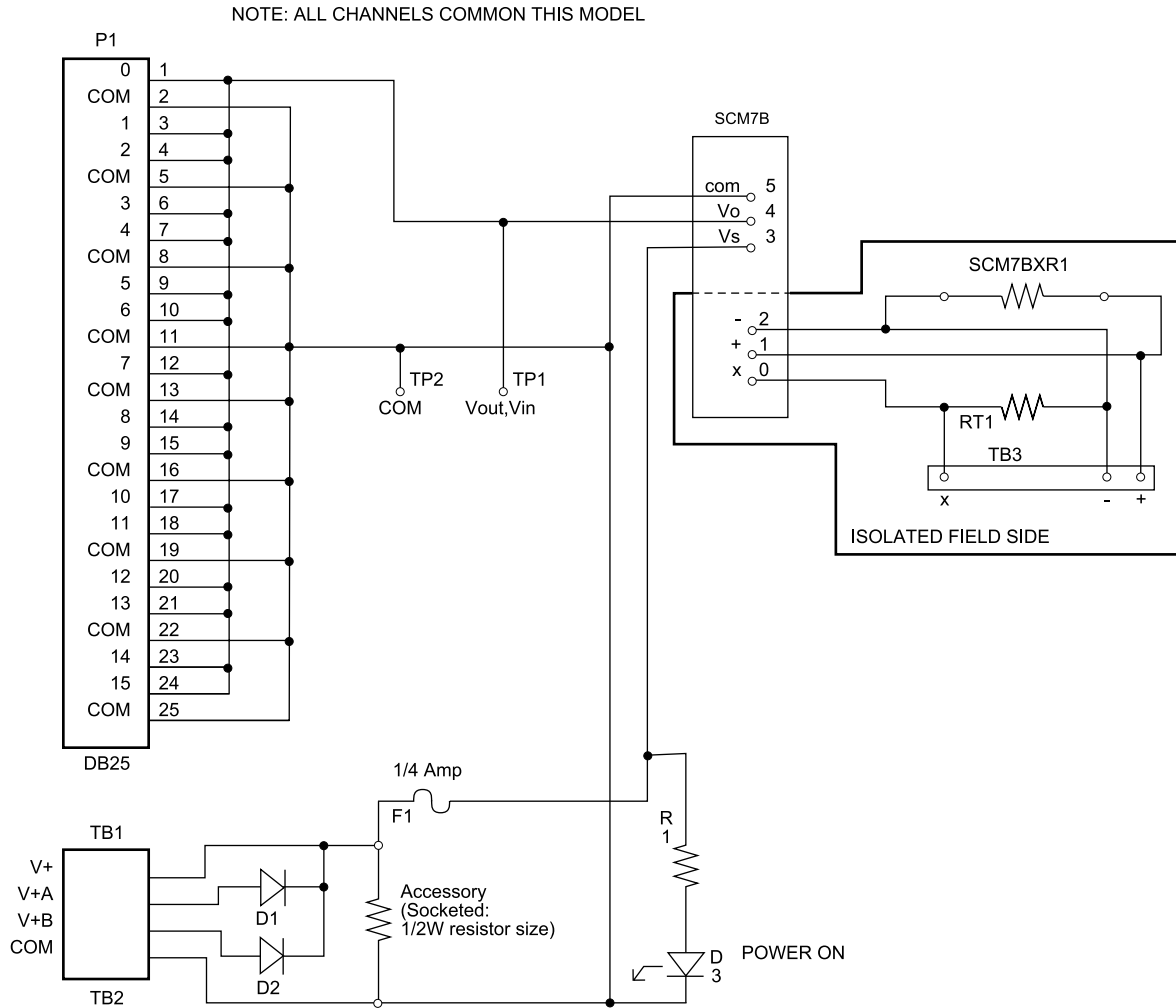 NOTE: ALL CHANNELS COMMON THIS MODEL
P1
0 1
COM 2
1 3
2 4
COM 5
3 6
4 7
COM 8
5 9
6 10
COM 11
7 12
COM 13
8 14
9 15
COM 16
10 17
11 18
COM 19
12 20
13 21
COM 22
14 23
15 24
COM 25
DB25
TP2
COM
TP1
Vout,Vin
SCM7B
com 5
Vo 4
Vs 3
- 2
+ 1
x 0
SCM7BXR1
RT1
TB3
x - +
ISOLATED FIELD SIDE
1/4 Amp
F1
TB1
V+
V+A
V+B
COM
TB2
D1
D2
Accessory
(Socketed:
1/2W resistor size)
R
1
D
3
POWER ON